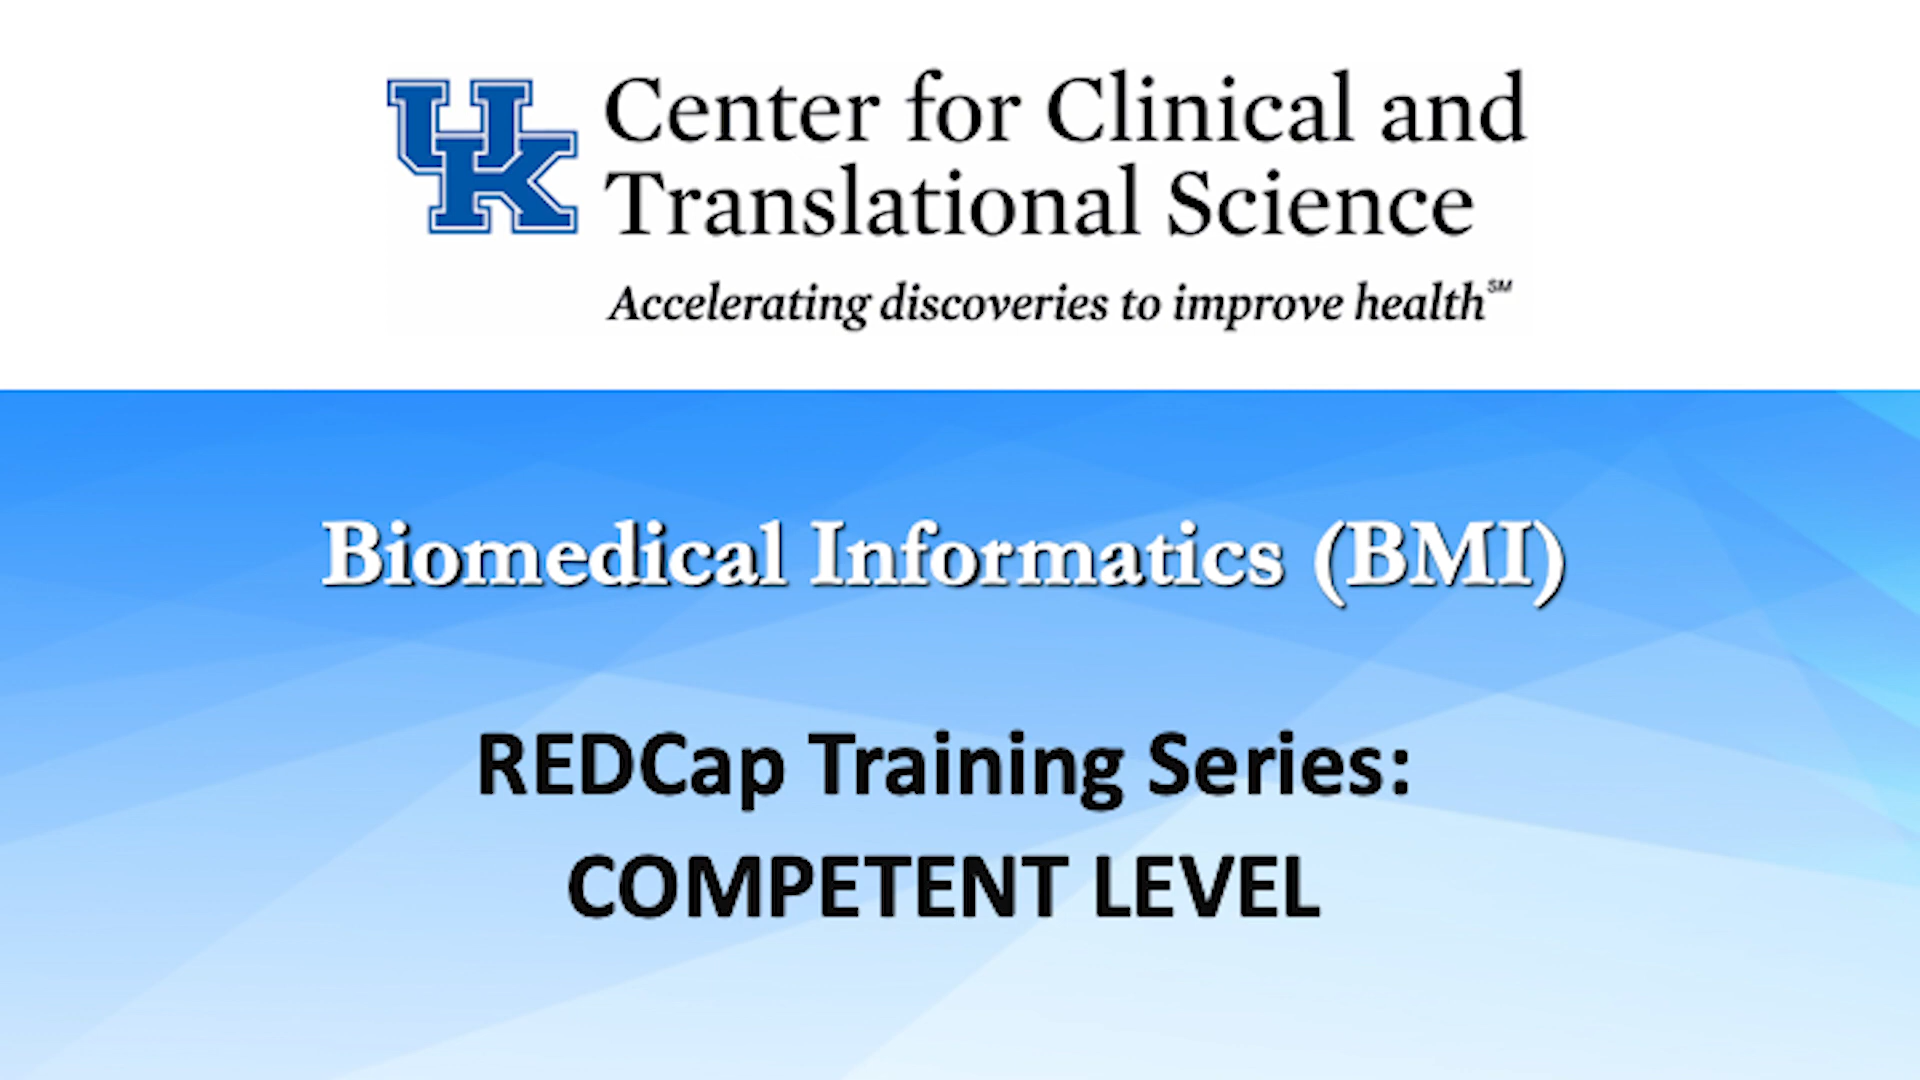 UK
Center for Clinical and
Translational Science
Accelerating discoveries to improve health℠
Biomedical Informatics (BMI)
REDCap Training Series:
COMPETENT LEVEL